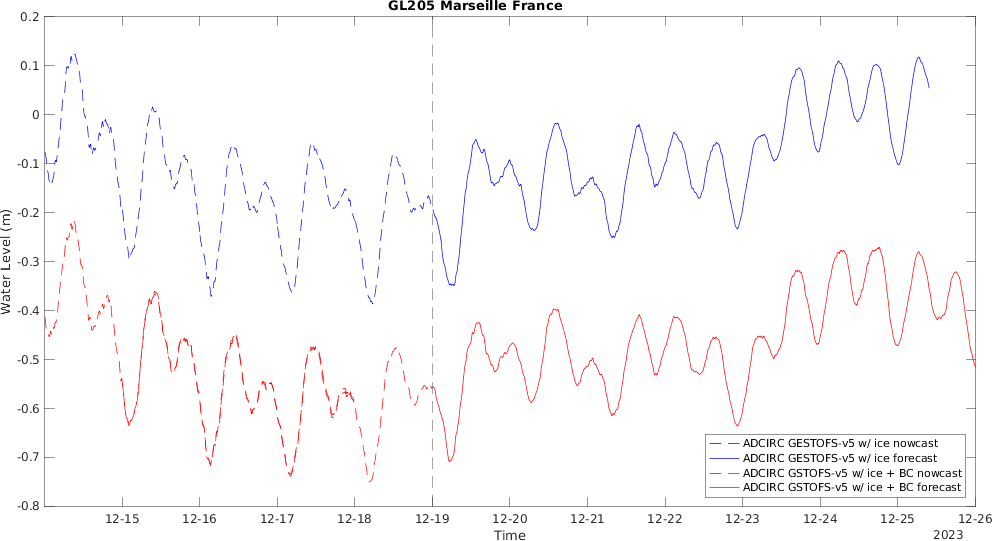 GL205 Marseille France
0.2
0.1
0
-0.1
-0.2
-0.3
-0.4
-0.5
-0.6
-0.7
-0.8
Water Level (m)
ADCIRC GESTOFS-v5 w/ ice nowcast
ADCIRC GESTOFS-v5 w/ ice forecast
ADCIRC GSTOFS-v5 w/ ice + BC nowcast
ADCIRC GSTOFS-v5 w/ ice + BC forecast
12-15 12-16 12-17 12-18 12-19 12-20 12-21 12-22 12-23 12-24 12-25 12-26
Time
2023